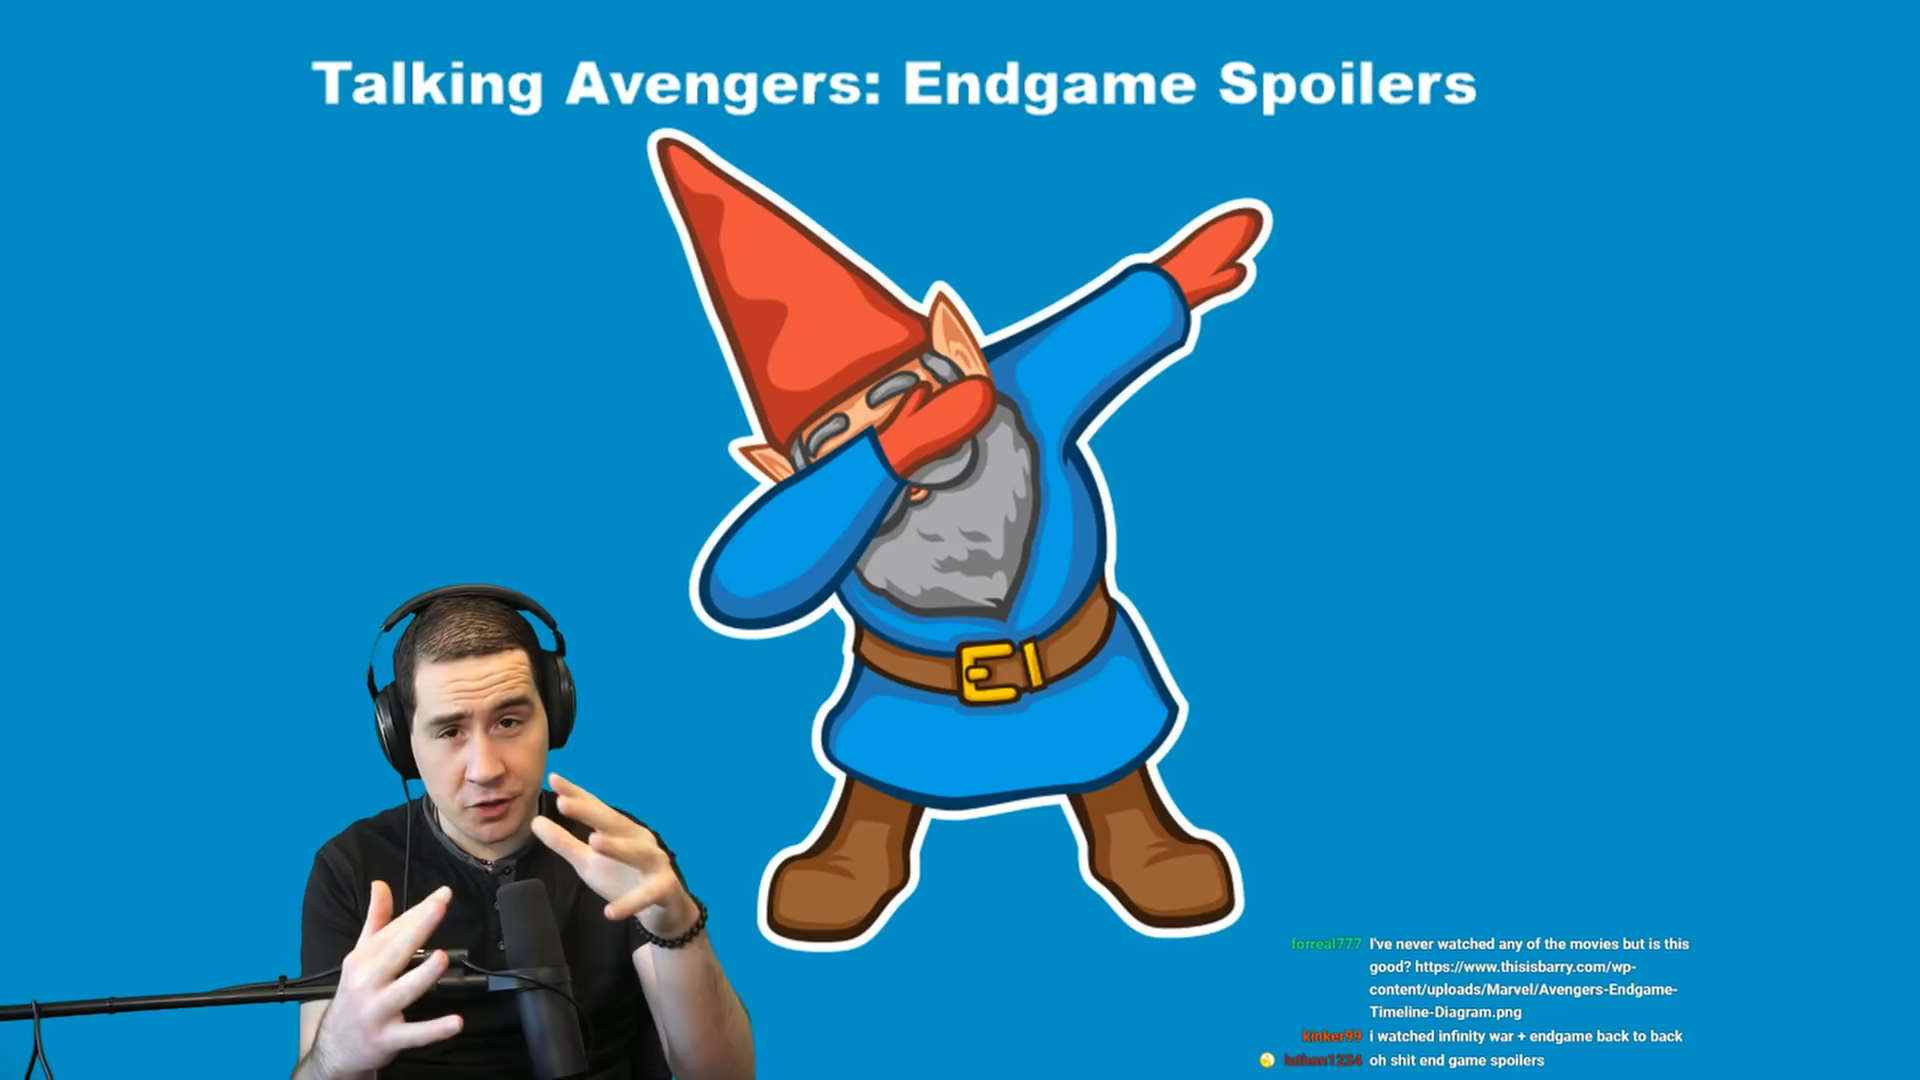 Talking Avengers: Endgame Spoilers
forreal777 I've never watched any of the movies but is this
good? https://www.thisisbarry.com/wp-
content/uploads/Marvel/Avengers-Endgame-
Timeline-Diagram.png
kinker99 i watched infinity war + endgame back to back
oh shit end game spoilers